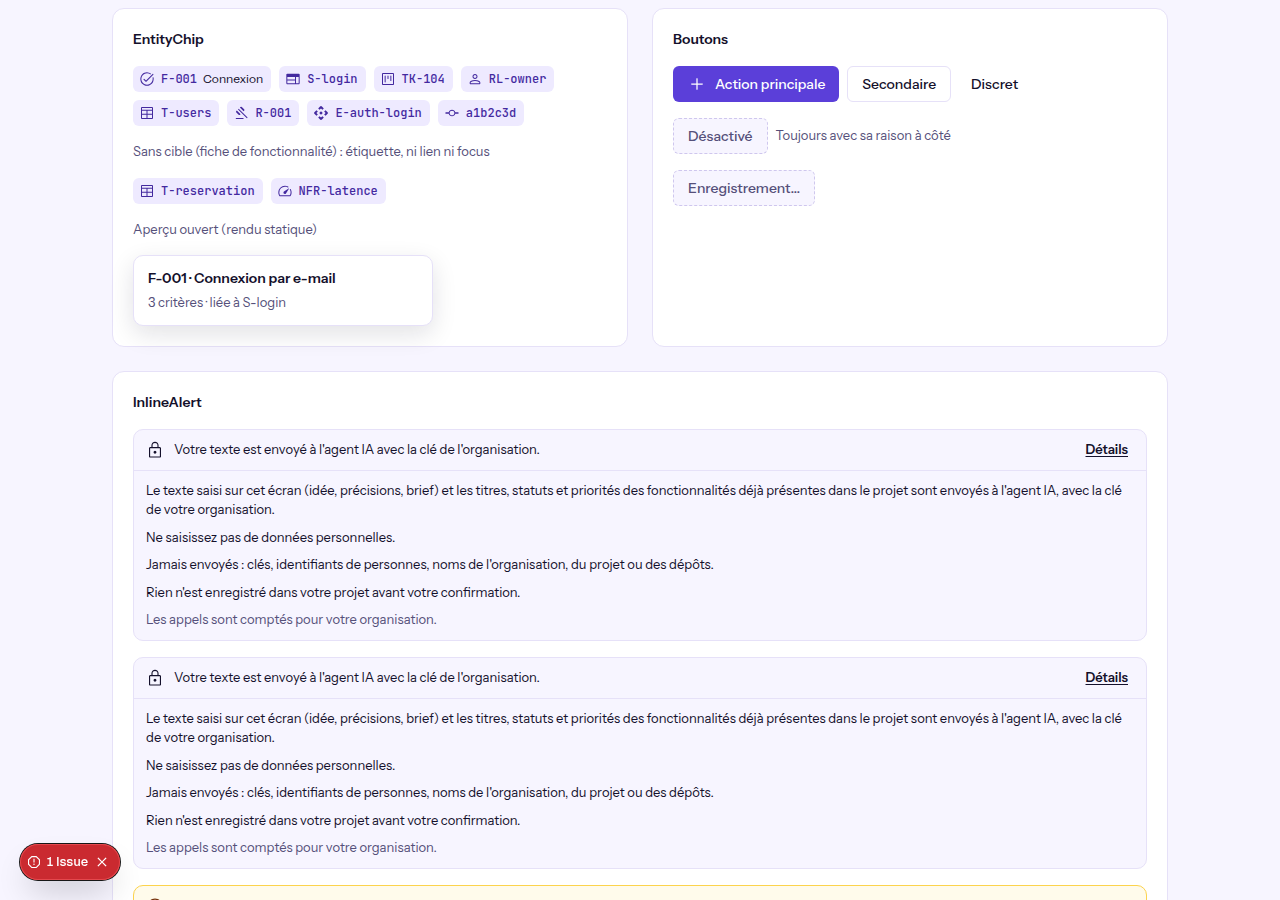 EntityChip
F-001 Connexion
S-login
TK-104
RL-owner
T-users
R-001
E-auth-login
a1b2c3d
Sans cible (fiche de fonctionnalité) : étiquette, ni lien ni focus
T-reservation
NFR-latence
Aperçu ouvert (rendu statique)
F-001 · Connexion par e-mail
3 critères · liée à S-login
Boutons
Action principale
Secondaire
Discret
Désactivé
Toujours avec sa raison à côté
Enregistrement...
InlineAlert
Votre texte est envoyé à l'agent IA avec la clé de l'organisation.
Détails
Le texte saisi sur cet écran (idée, précisions, brief) et les titres, statuts et priorités des fonctionnalités déjà présentes dans le projet sont envoyés à l'agent IA, avec la clé
de votre organisation.
Ne saisissez pas de données personnelles.
Jamais envoyés : clés, identifiants de personnes, noms de l'organisation, du projet ou des dépôts.
Rien n'est enregistré dans votre projet avant votre confirmation.
Les appels sont comptés pour votre organisation.
Votre texte est envoyé à l'agent IA avec la clé de l'organisation.
Détails
Le texte saisi sur cet écran (idée, précisions, brief) et les titres, statuts et priorités des fonctionnalités déjà présentes dans le projet sont envoyés à l'agent IA, avec la clé
de votre organisation.
Ne saisissez pas de données personnelles.
Jamais envoyés : clés, identifiants de personnes, noms de l'organisation, du projet ou des dépôts.
Rien n'est enregistré dans votre projet avant votre confirmation.
Les appels sont comptés pour votre organisation.
1 Issue